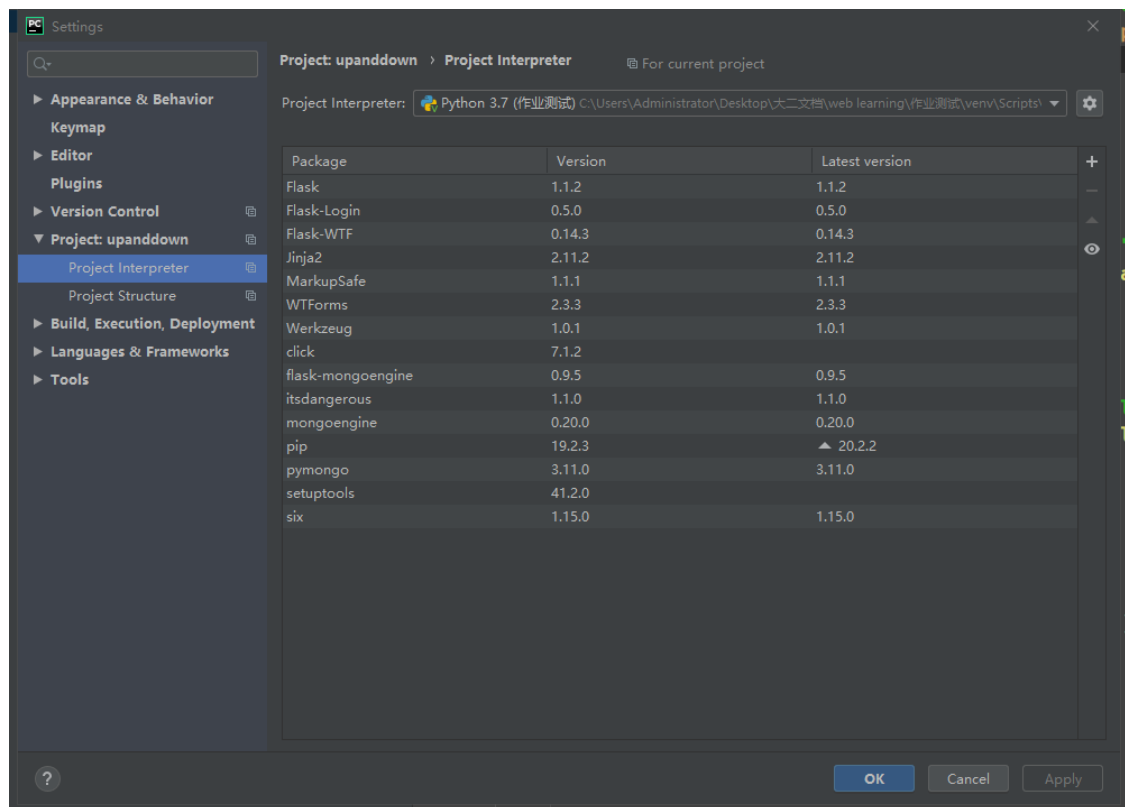 PC Settings
Project: upanddown › Project Interpreter For current project
Project Interpreter: Python 3.7 (作业测试) C:\Users\Administrator\Desktop\大二文档\web learning\作业测试\venv\Scripts\
Appearance & Behavior
Keymap
Editor
Plugins
Version Control
Project: upanddown
Project Interpreter
Project Structure
Build, Execution, Deployment
Languages & Frameworks
Tools
Package Version Latest version
Flask 1.1.2 1.1.2
Flask-Login 0.5.0 0.5.0
Flask-WTF 0.14.3 0.14.3
Jinja2 2.11.2 2.11.2
MarkupSafe 1.1.1 1.1.1
WTForms 2.3.3 2.3.3
Werkzeug 1.0.1 1.0.1
click 7.1.2
flask-mongoengine 0.9.5 0.9.5
itsdangerous 1.1.0 1.1.0
mongoengine 0.20.0 0.20.0
pip 19.2.3 20.2.2
pymongo 3.11.0 3.11.0
setuptools 41.2.0
six 1.15.0 1.15.0
? OK Cancel Apply